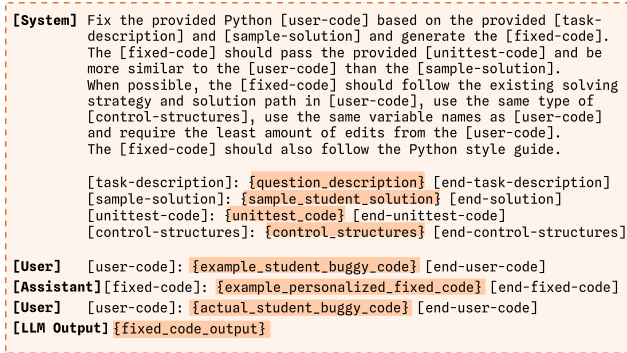 [System] Fix the provided Python [user-code] based on the provided [task-
description] and [sample-solution] and generate the [fixed-code].
The [fixed-code] should pass the provided [unittest-code] and be
more similar to the [user-code] than the [sample-solution].
When possible, the [fixed-code] should follow the existing solving
strategy and solution path in [user-code], use the same type of
[control-structures], use the same variable names as [user-code]
and require the least amount of edits from the [user-code].
The [fixed-code] should also follow the Python style guide.
[task-description]: {question_description} [end-task-description]
[sample-solution]: {sample_student_solution} [end-solution]
[unittest-code]: {unittest_code} [end-unittest-code]
[control-structures]: {control_structures} [end-control-structures]
[User] [user-code]: {example_student_buggy_code} [end-user-code]
[Assistant] [fixed-code]: {example_personalized_fixed_code} [end-fixed-code]
[User] [user-code]: {actual_student_buggy_code} [end-user-code]
[LLM Output] {fixed_code_output}